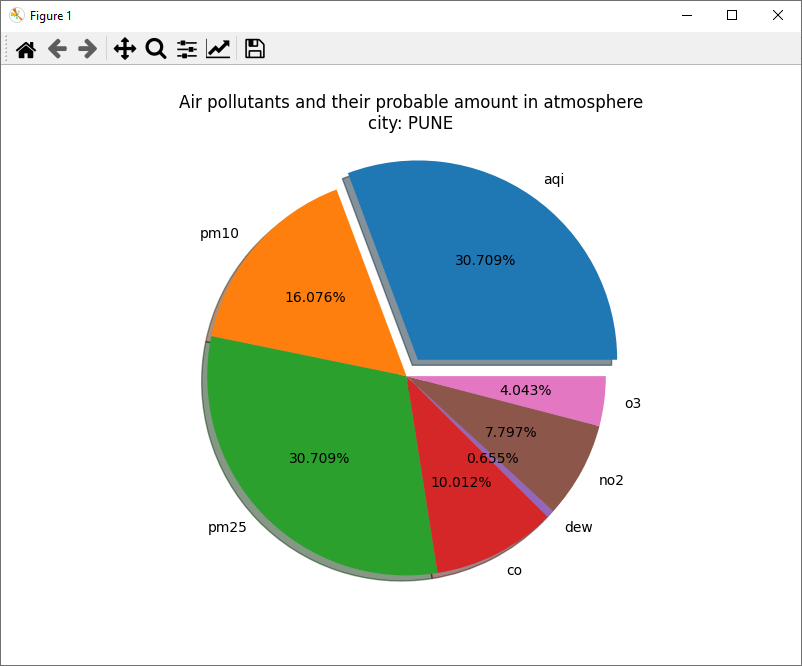 Figure 1
Air pollutants and their probable amount in atmosphere
city: PUNE
aqi
30.709%
pm10
16.076%
4.043%
o3
7.797%
30.709%
0.655%
no2
10.012%
pm25
dew
co